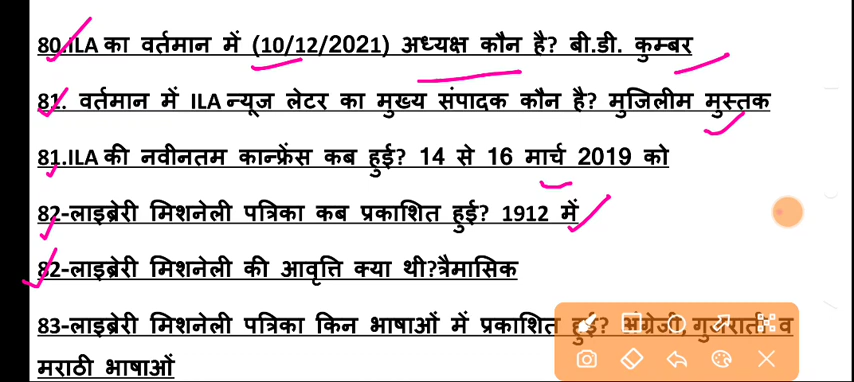 80.ILA का वर्तमान में (10/12/2021) अध्यक्ष कौन है? बी.डी. कुम्बर
81. वर्तमान में ILA न्यूज लेटर का मुख्य संपादक कौन है? मुजिलीम मुस्तक
81.ILA की नवीनतम कान्फ्रेंस कब हुई? 14 से 16 मार्च 2019 को
82-लाइब्रेरी मिशनेली पत्रिका कब प्रकाशित हुई? 1912 में
82-लाइब्रेरी मिशनेली की आवृत्ति क्या थी?त्रैमासिक
83-लाइब्रेरी मिशनेली पत्रिका किन भाषाओं में प्रकाशित हुई? अंग्रेजी, गुजराती व
मराठी भाषाओं